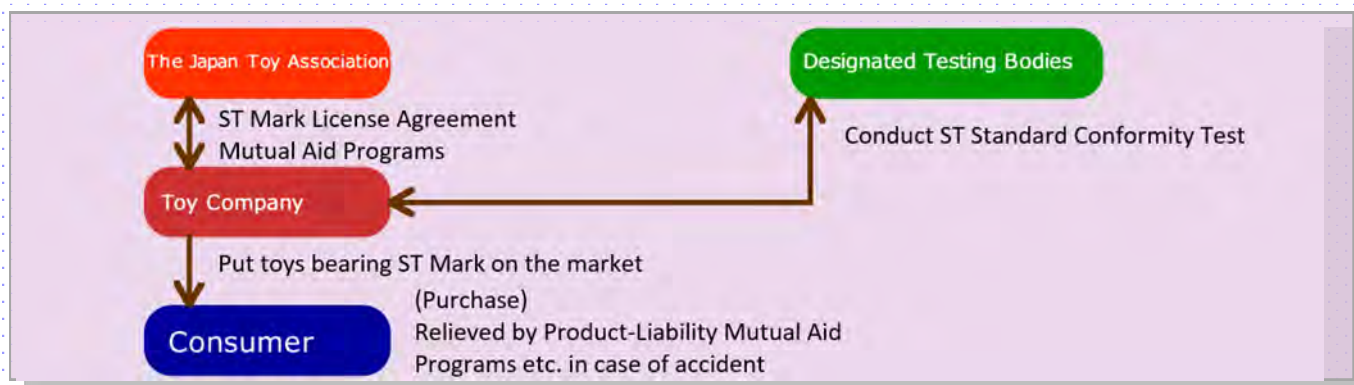 The Japan Toy Association
Designated Testing Bodies
ST Mark License Agreement
Mutual Aid Programs
Conduct ST Standard Conformity Test
Toy Company
Put toys bearing ST Mark on the market
(Purchase)
Consumer
Relieved by Product-Liability Mutual Aid
Programs etc. in case of accident